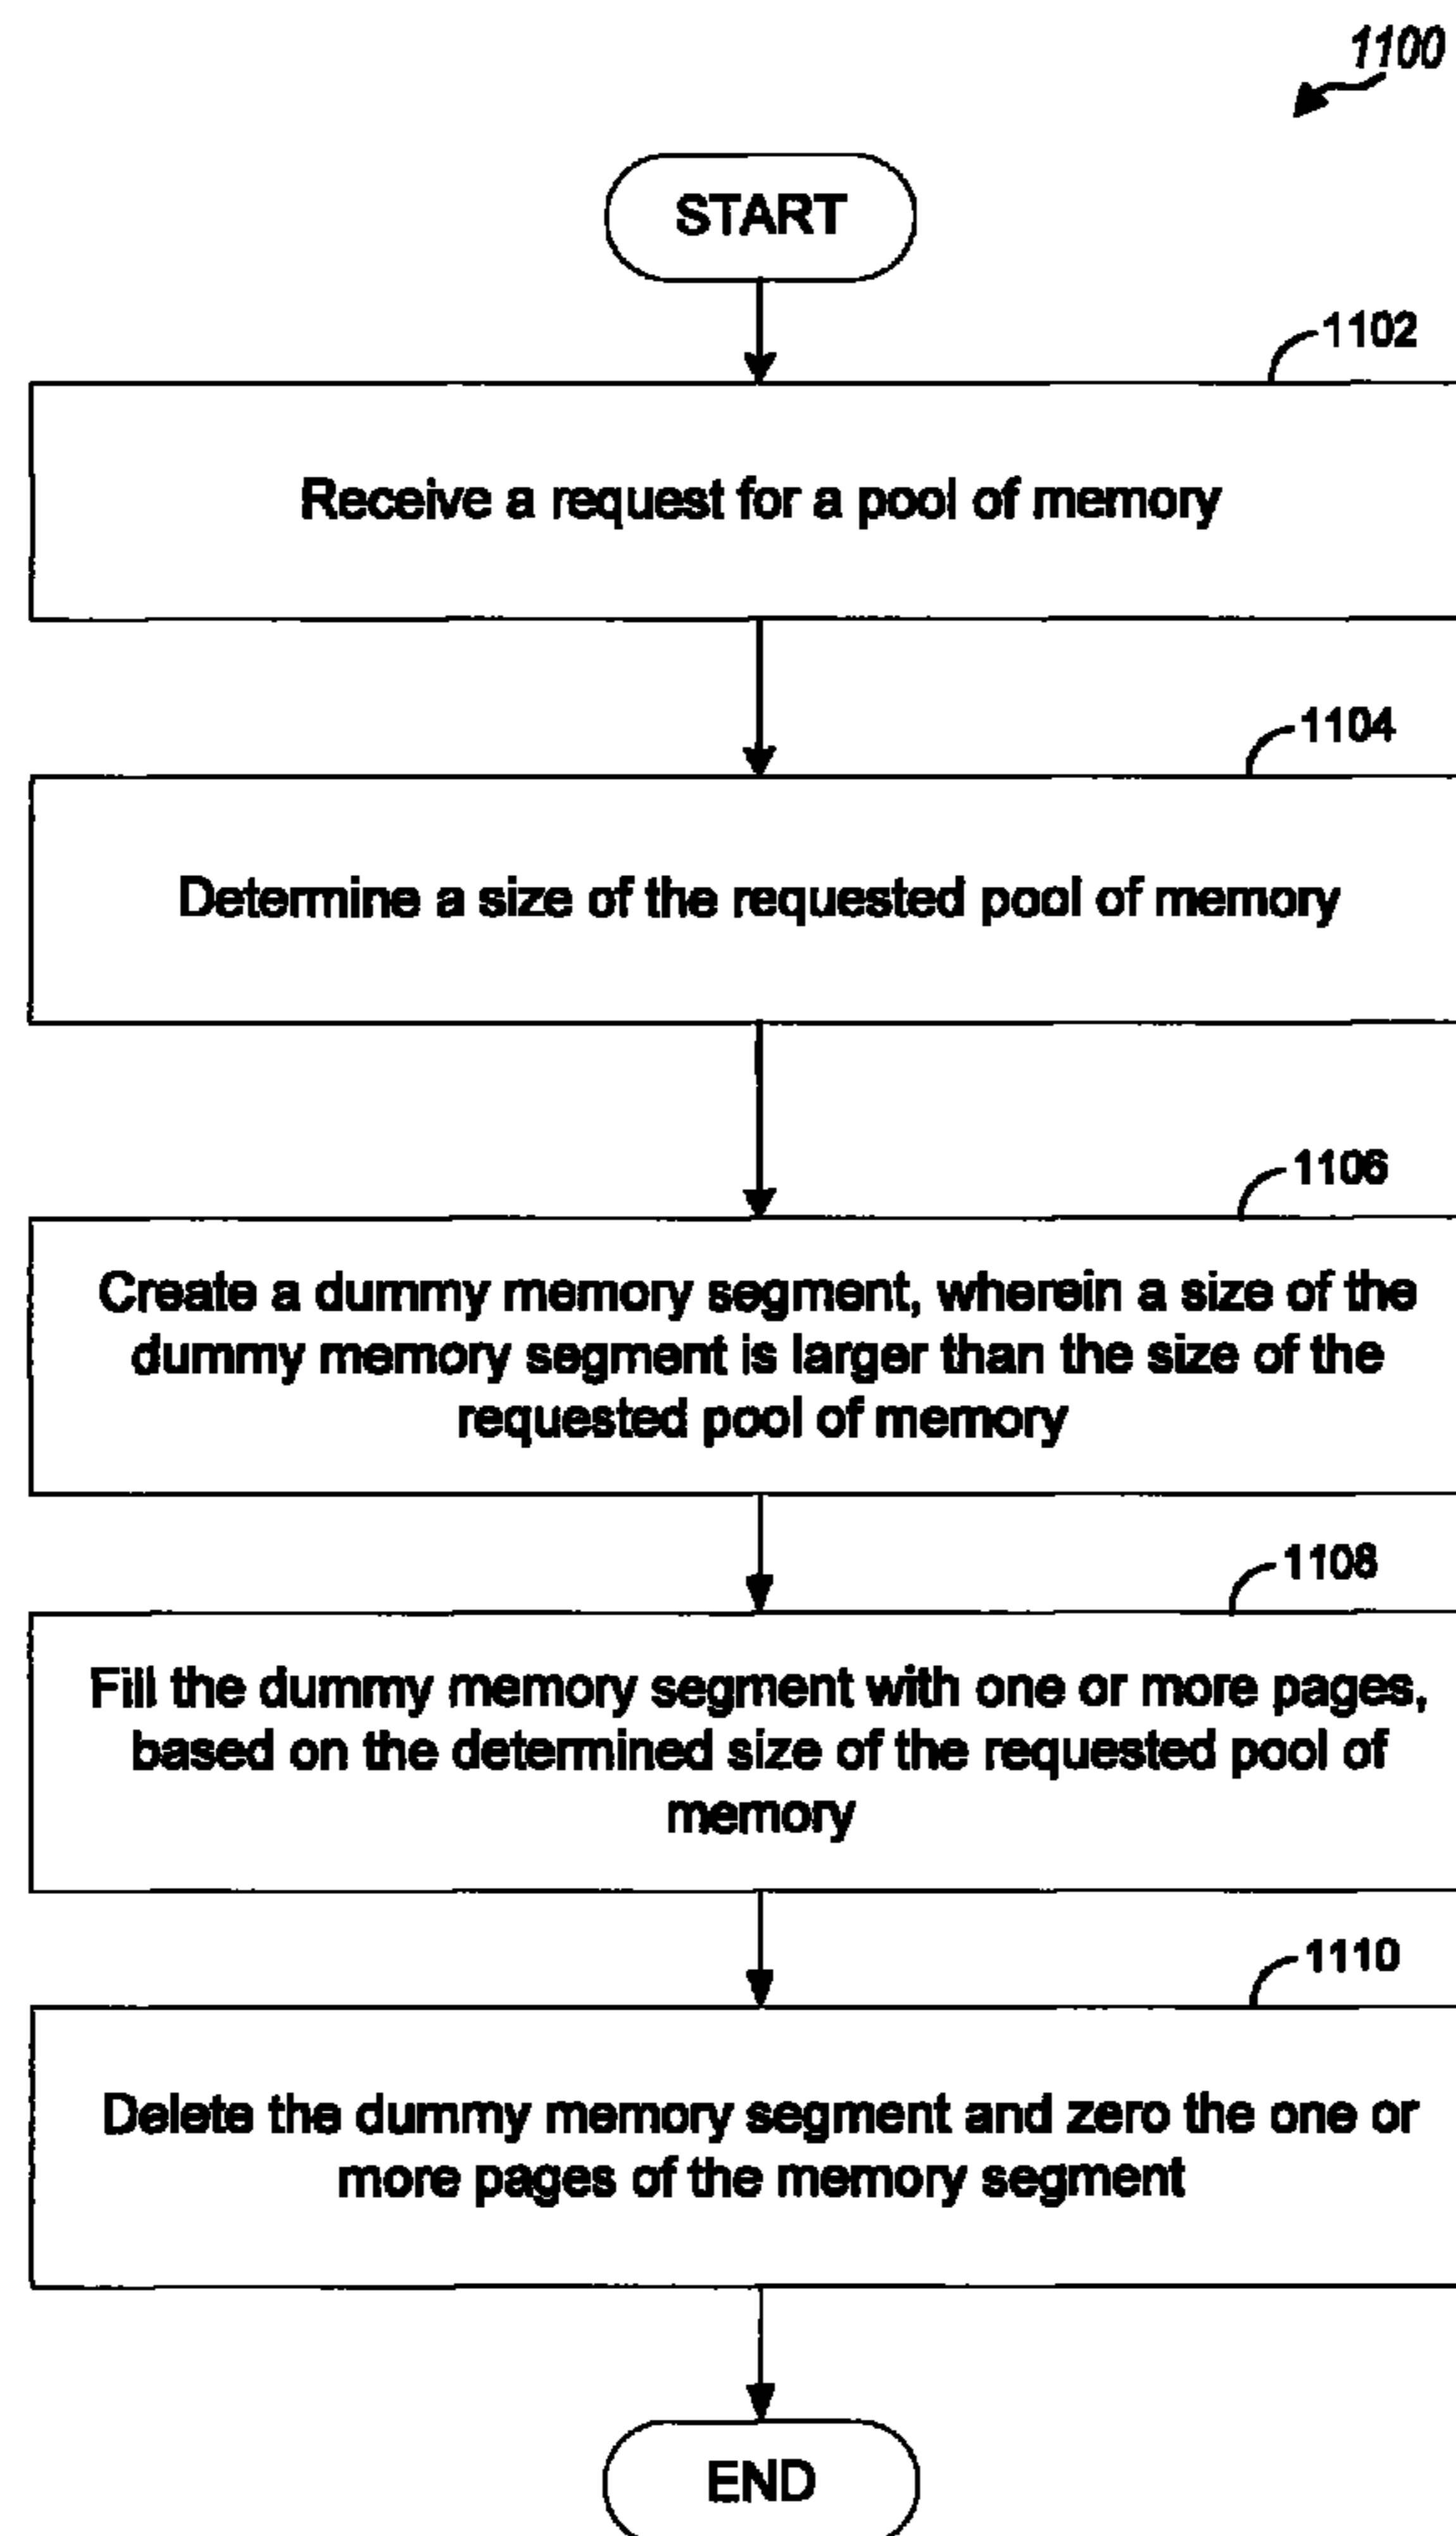 1100
START
1102
Receive a request for a pool of memory
1104
Determine a size of the requested pool of memory
1106
Create a dummy memory segment, wherein a size of the
dummy memory segment is larger than the size of the
requested pool of memory
1108
Fill the dummy memory segment with one or more pages,
based on the determined size of the requested pool of
memory
1110
Delete the dummy memory segment and zero the one or
more pages of the memory segment
END